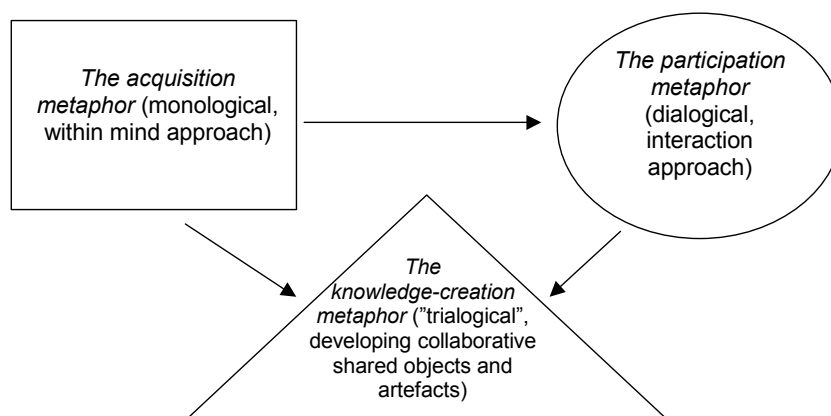 The acquisition
metaphor (monological,
within mind approach)
The participation
metaphor
(dialogical,
interaction
approach)
The
knowledge-creation
metaphor (”trialogical”,
developing collaborative
shared objects and
artefacts)